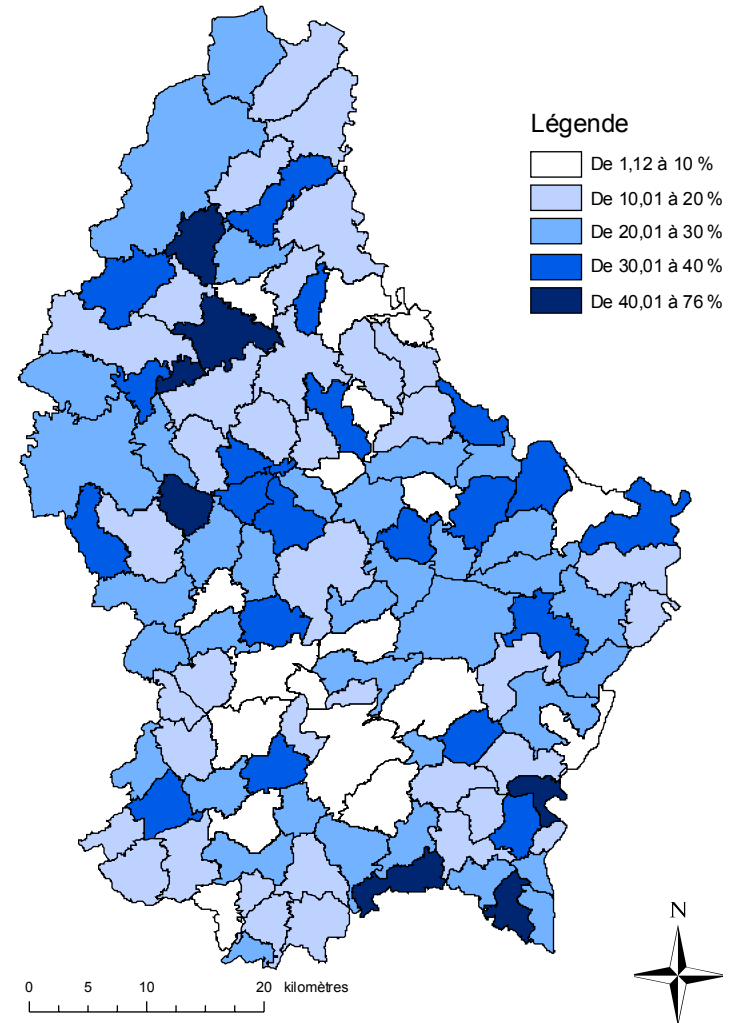 Légende
De 1,12 à 10 %
De 10,01 à 20 %
De 20,01 à 30 %
De 30,01 à 40 %
De 40,01 à 76 %
N
0 5 10 20 kilomètres